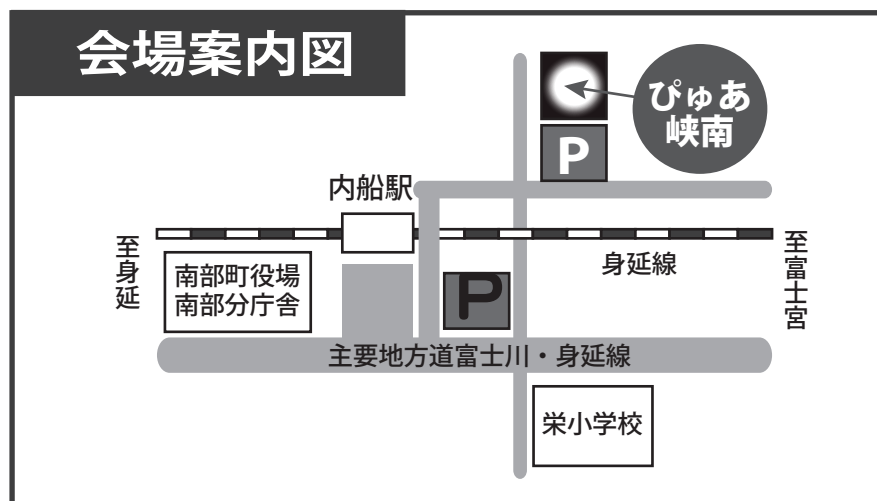 会場案内図
ぴゅあ
峡南
P
内船駅
至身延
身延線
至富士宮
南部町役場
南部分庁舎
P
主要地方道富士川・身延線
栄小学校